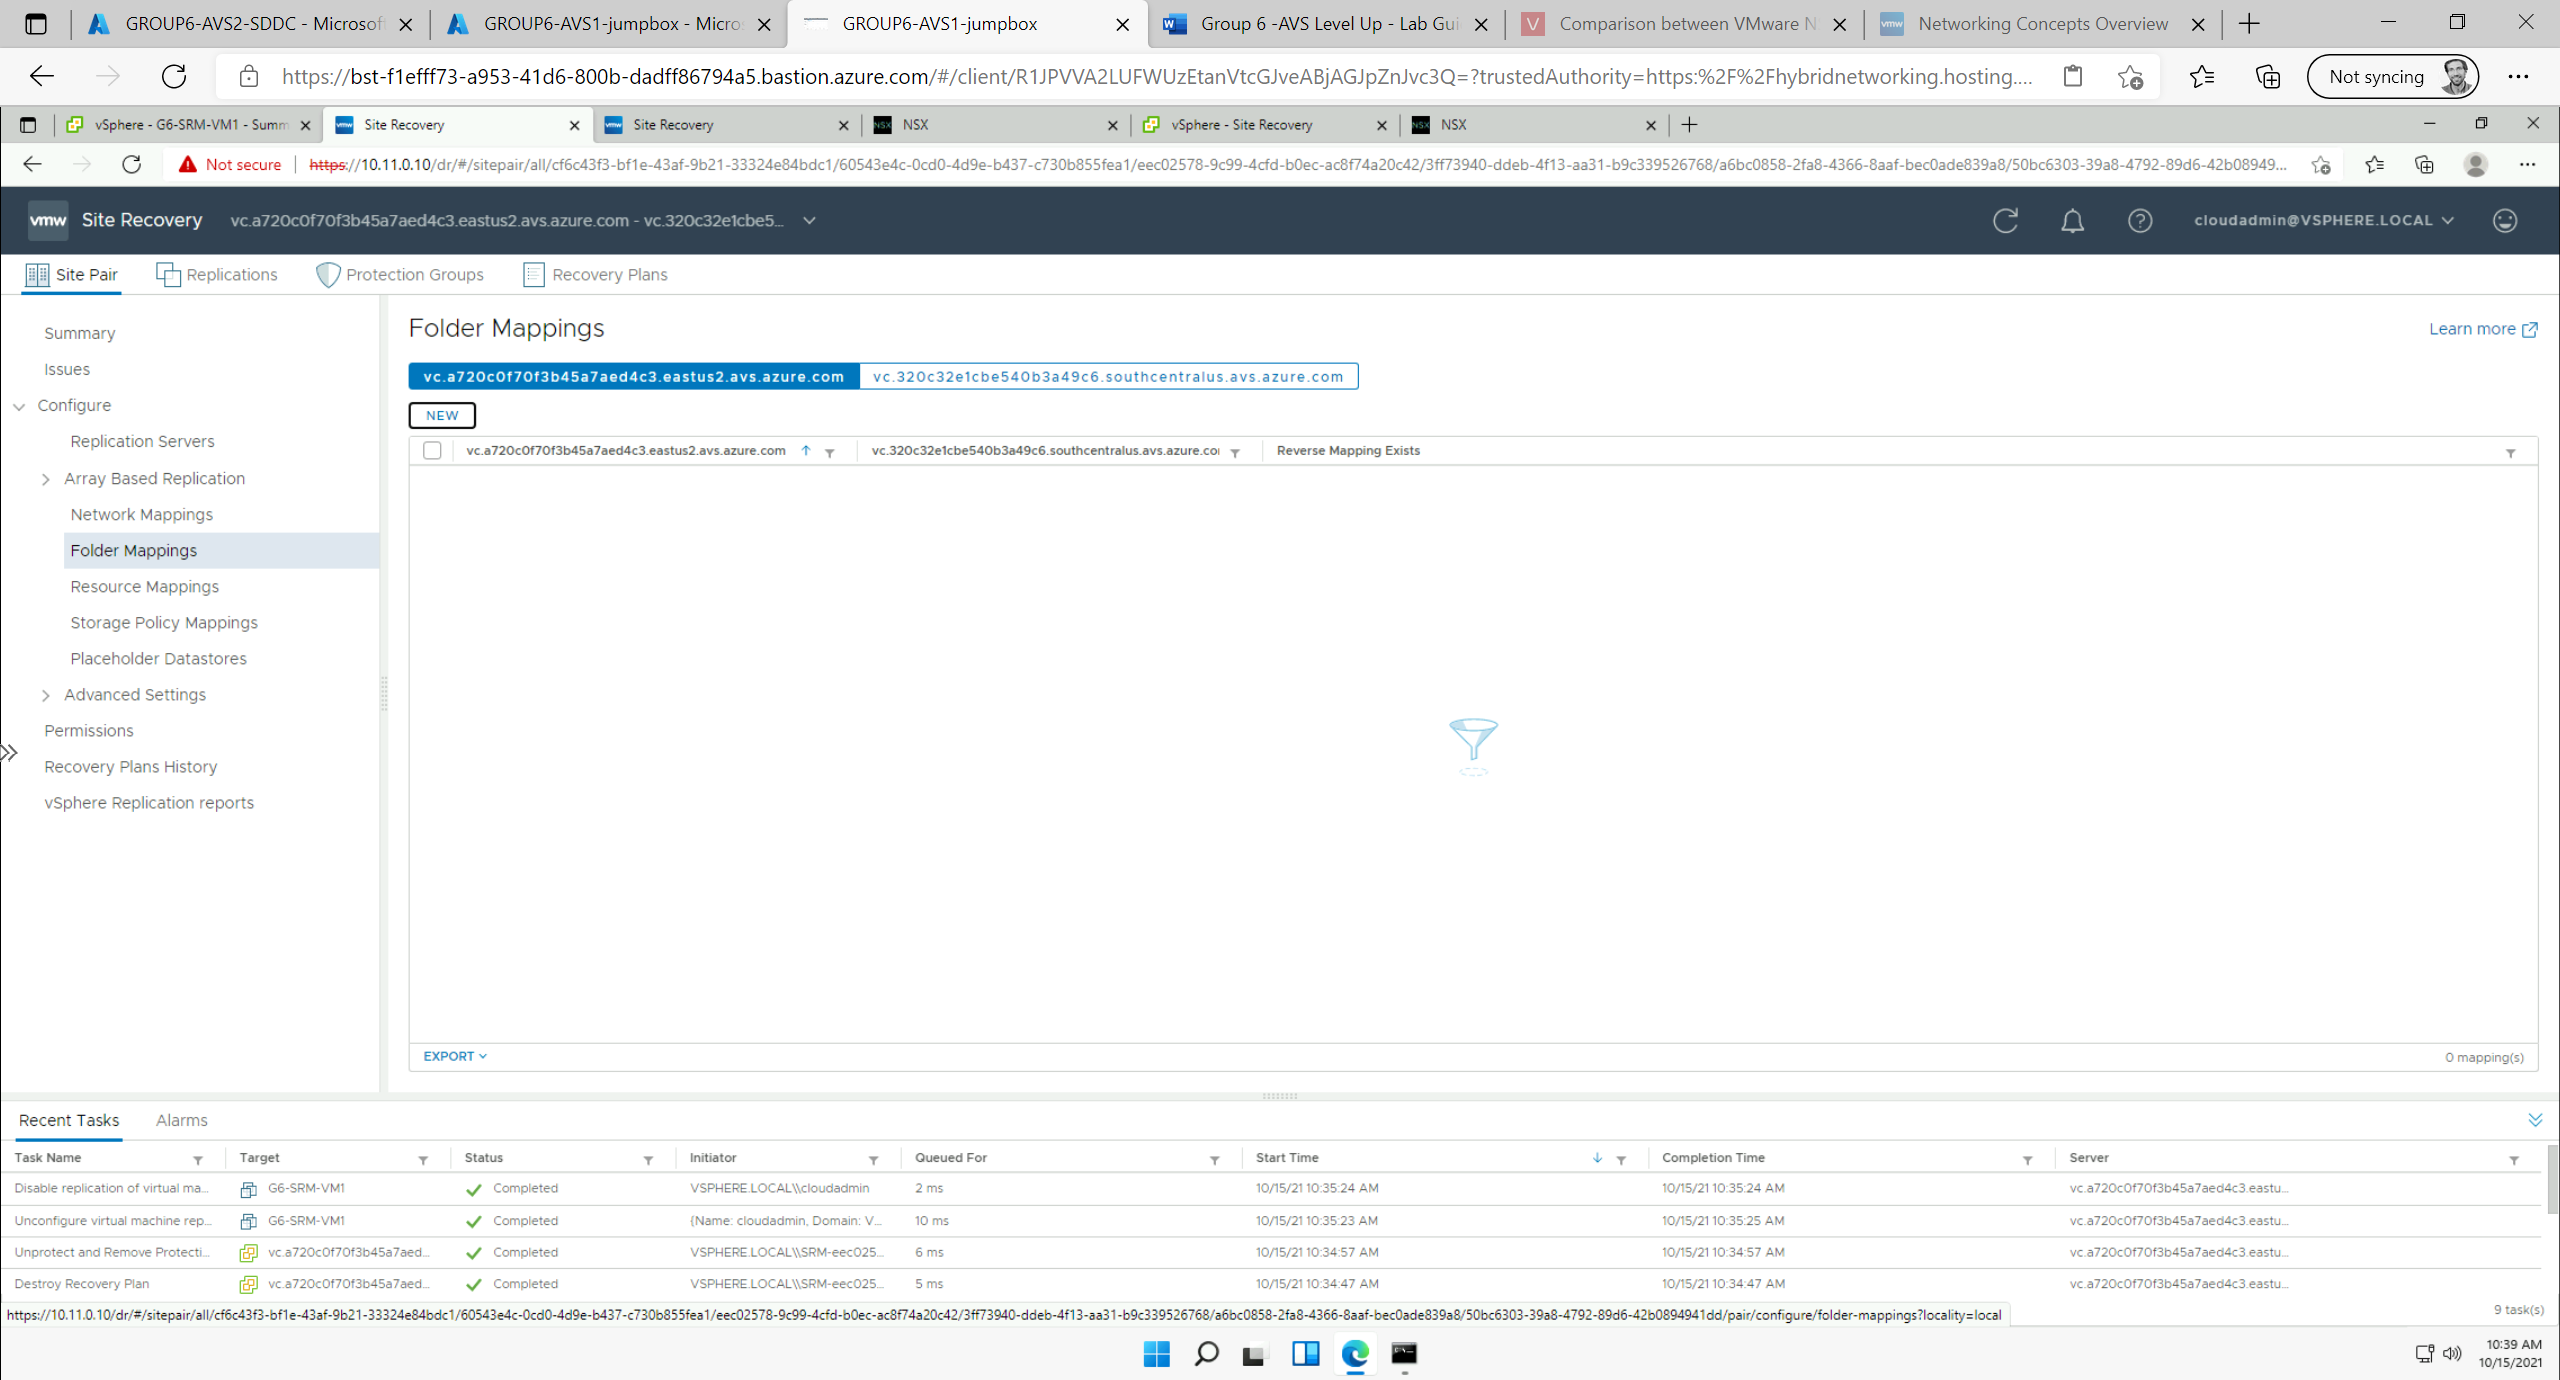 GROUP6-AVS2-SDDC - Microsof
GROUP6-AVS1-jumpbox - Micro
GROUP6-AVS1-jumpbox
Group 6 -AVS Level Up - Lab Gui
Comparison between VMware N
Networking Concepts Overview
https://bst-f1efff73-a953-41d6-800b-dadff86794a5.bastion.azure.com/#/client/R1JPVVA2LUFWUzEtanVtcGJveABjAGJpZnJvc3Q=?trustedAuthority=https:%2F%2Fhybridnetworking.hosting....
Not syncing
vSphere - G6-SRM-VM1 - Summ
Site Recovery
Site Recovery
NSX
vSphere - Site Recovery
NSX
Not secure
https://10.11.0.10/dr/#/sitepair/all/cf6c43f3-bf1e-43af-9b21-33324e84bdc1/60543e4c-0cd0-4d9e-b437-c730b855fea1/eec02578-9c99-4cfd-b0ec-ac8f74a20c42/3ff73940-ddeb-4f13-aa31-b9c339526768/a6bc0858-2fa8-4366-8aaf-bec0ade839a8/50bc6303-39a8-4792-89d6-42b08949...
vmw Site Recovery
vc.a720c0f70f3b45a7aed4c3.eastus2.avs.azure.com - vc.320c32e1cbe5...
cloudadmin@VSPHERE.LOCAL
Site Pair
Replications
Protection Groups
Recovery Plans
Summary
Issues
Configure
Replication Servers
Array Based Replication
Network Mappings
Folder Mappings
Resource Mappings
Storage Policy Mappings
Placeholder Datastores
Advanced Settings
Permissions
Recovery Plans History
vSphere Replication reports
Folder Mappings
Learn more
vc.a720c0f70f3b45a7aed4c3.eastus2.avs.azure.com
vc.320c32e1cbe540b3a49c6.southcentralus.avs.azure.com
NEW
vc.a720c0f70f3b45a7aed4c3.eastus2.avs.azure.com
vc.320c32e1cbe540b3a49c6.southcentralus.avs.azure.co
Reverse Mapping Exists
EXPORT
0 mapping(s)
Recent Tasks
Alarms
Task Name Target Status Initiator Queued For Start Time Completion Time Server
Disable replication of virtual ma... G6-SRM-VM1 Completed VSPHERE.LOCAL\\cloudadmin 2 ms 10/15/21 10:35:24 AM 10/15/21 10:35:24 AM vc.a720c0f70f3b45a7aed4c3.eastu...
Unconfigure virtual machine rep... G6-SRM-VM1 Completed {Name: cloudadmin, Domain: V... 10 ms 10/15/21 10:35:23 AM 10/15/21 10:35:25 AM vc.a720c0f70f3b45a7aed4c3.eastu...
Unprotect and Remove Protecti... vc.a720c0f70f3b45a7aed... Completed VSPHERE.LOCAL\\SRM-eec025... 6 ms 10/15/21 10:34:57 AM 10/15/21 10:34:57 AM vc.a720c0f70f3b45a7aed4c3.eastu...
Destroy Recovery Plan vc.a720c0f70f3b45a7aed... Completed VSPHERE.LOCAL\\SRM-eec025... 5 ms 10/15/21 10:34:47 AM 10/15/21 10:34:47 AM vc.a720c0f70f3b45a7aed4c3.eastu...
https://10.11.0.10/dr/#/sitepair/all/cf6c43f3-bf1e-43af-9b21-33324e84bdc1/60543e4c-0cd0-4d9e-b437-c730b855fea1/eec02578-9c99-4cfd-b0ec-ac8f74a20c42/3ff73940-ddeb-4f13-aa31-b9c339526768/a6bc0858-2fa8-4366-8aaf-bec0ade839a8/50bc6303-39a8-4792-89d6-42b0894941dd/pair/configure/folder-mappings?locality=local
9 task(s)
10:39 AM
10/15/2021